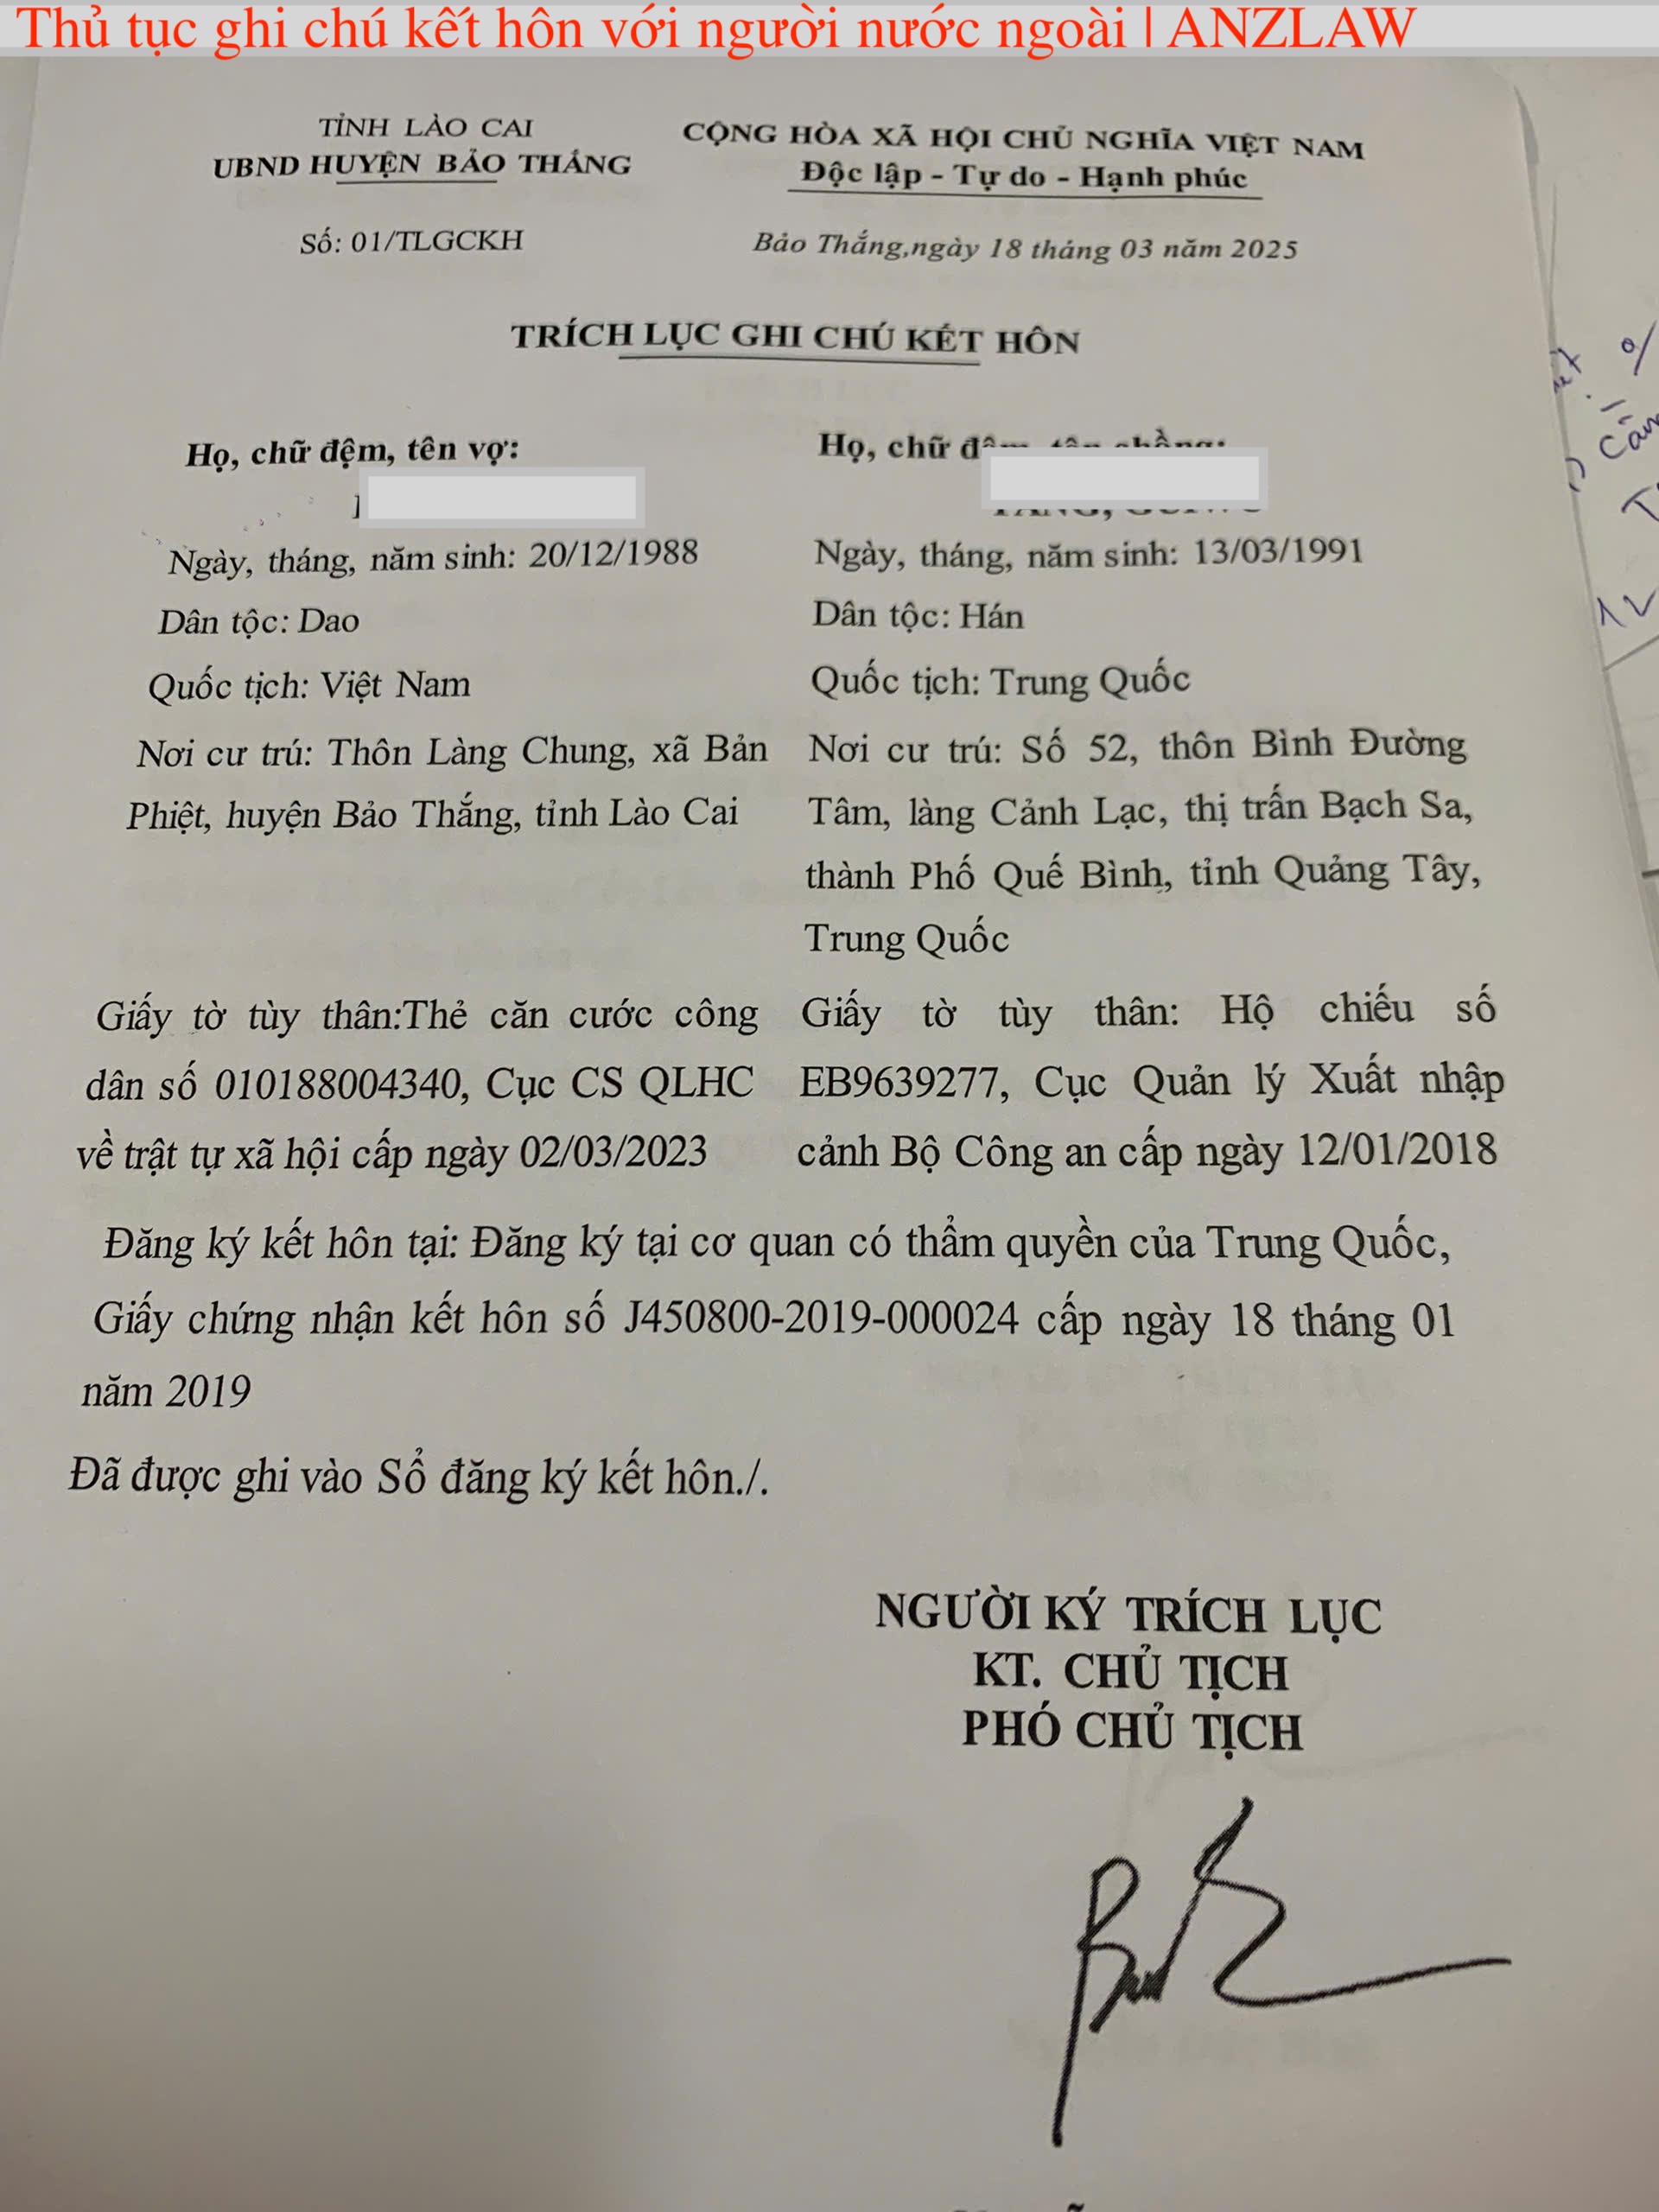 Thủ tục ghi chú kết hôn với người nước ngoài | ANZLAW
TỈNH LÀO CAI
UBND HUYỆN BẢO THẮNG
CỘNG HÒA XÃ HỘI CHỦ NGHĨA VIỆT NAM
Độc lập - Tự do - Hạnh phúc
Số: 01/TLGCKH
Bảo Thắng,ngày 18 tháng 03 năm 2025
TRÍCH LỤC GHI CHÚ KẾT HÔN
Họ, chữ đệm, tên vợ:
Ngày, tháng, năm sinh: 20/12/1988
Dân tộc: Dao
Quốc tịch: Việt Nam
Nơi cư trú: Thôn Làng Chung, xã Bản
Phiệt, huyện Bảo Thắng, tỉnh Lào Cai
Giấy tờ tùy thân:Thẻ căn cước công
dân số 010188004340, Cục CS QLHC
về trật tự xã hội cấp ngày 02/03/2023
Họ, chữ đệm, tên chồng:
Ngày, tháng, năm sinh: 13/03/1991
Dân tộc: Hán
Quốc tịch: Trung Quốc
Nơi cư trú: Số 52, thôn Bình Đường
Tâm, làng Cảnh Lạc, thị trấn Bạch Sa,
thành Phố Quế Bình, tỉnh Quảng Tây,
Trung Quốc
Giấy tờ tùy thân: Hộ chiếu số
EB9639277, Cục Quản lý Xuất nhập
cảnh Bộ Công an cấp ngày 12/01/2018
Đăng ký kết hôn tại: Đăng ký tại cơ quan có thẩm quyền của Trung Quốc,
Giấy chứng nhận kết hôn số J450800-2019-000024 cấp ngày 18 tháng 01
năm 2019
Đã được ghi vào Sổ đăng ký kết hôn./.
NGƯỜI KÝ TRÍCH LỤC
KT. CHỦ TỊCH
PHÓ CHỦ TỊCH